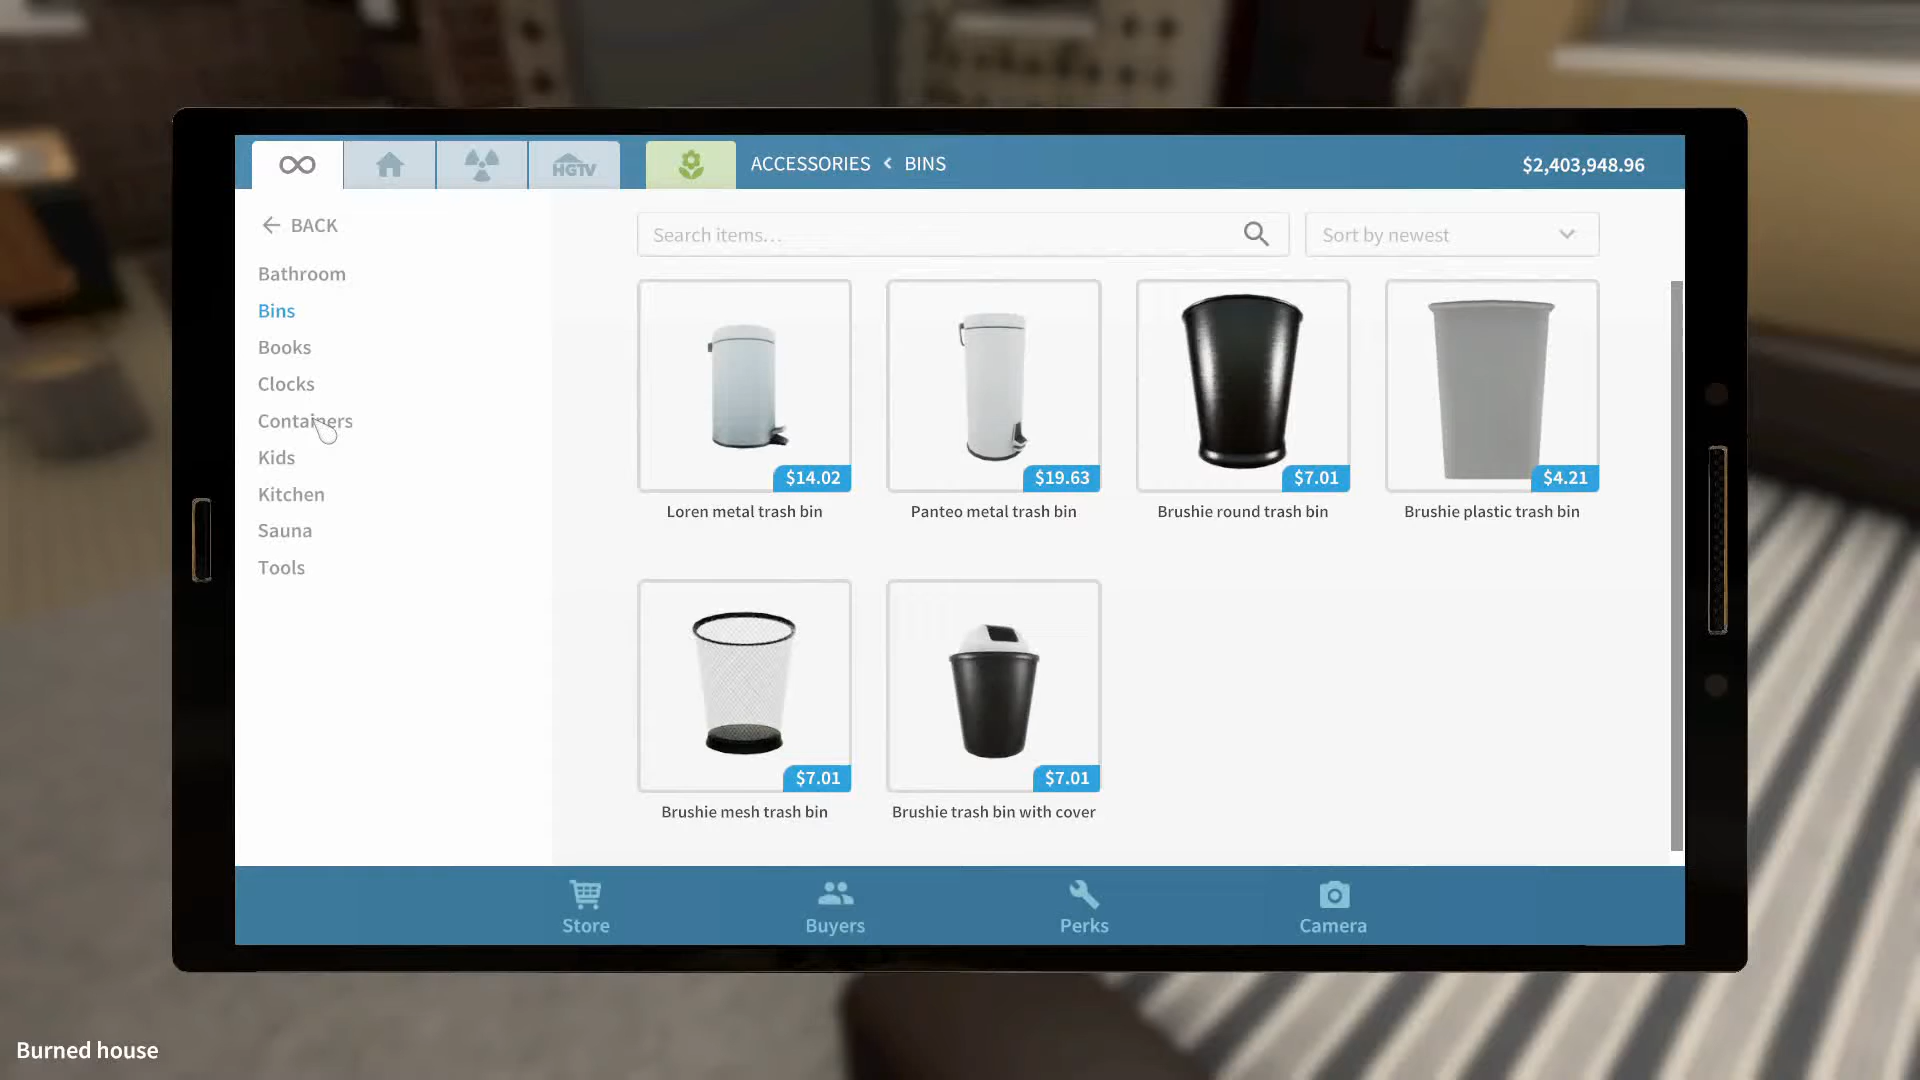 HGTV
ACCESSORIES < BINS
$2,403,948.96
BACK
Search items...
Sort by newest
Bathroom
Bins
Books
Clocks
Containers
Kids
Kitchen
Sauna
Tools
$14.02
$19.63
$7.01
$4.21
Loren metal trash bin
Panteo metal trash bin
Brushie round trash bin
Brushie plastic trash bin
$7.01
$7.01
Brushie mesh trash bin
Brushie trash bin with cover
Store
Buyers
Perks
Camera
Burned house